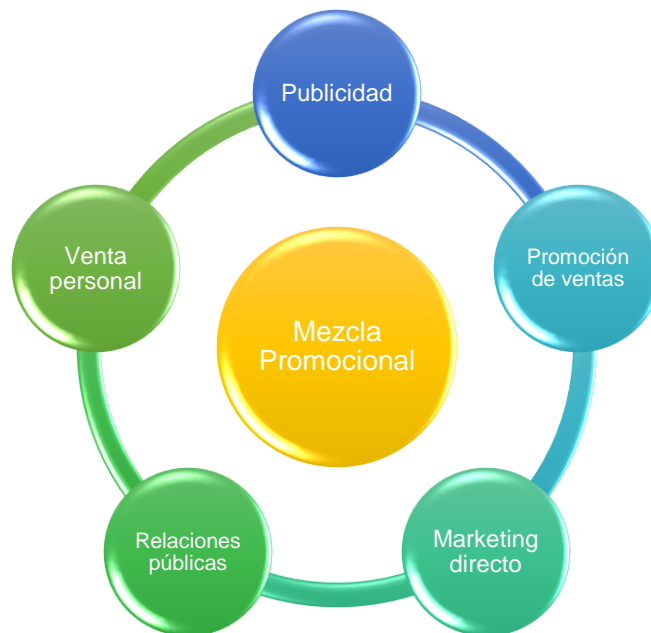 Publicidad
Promoción
de ventas
Marketing
directo
Relaciones
públicas
Venta
personal
Mezcla
Promocional